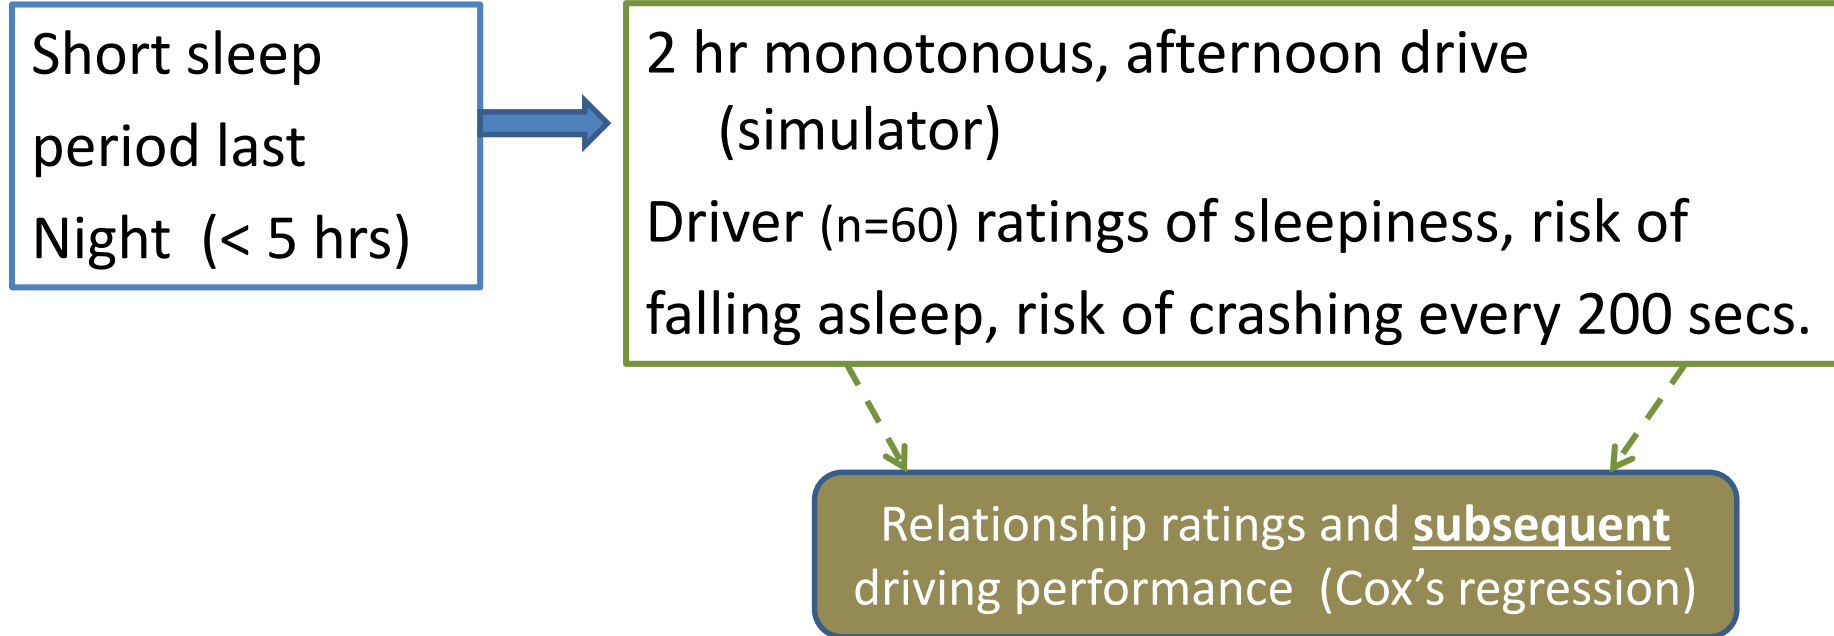 Short sleep
period last
Night  (< 5 hrs)
2 hr monotonous, afternoon drive
(simulator)
Driver (n=60) ratings of sleepiness, risk of
falling asleep, risk of crashing every 200 secs.
Relationship ratings and subsequent
driving performance  (Cox’s regression)